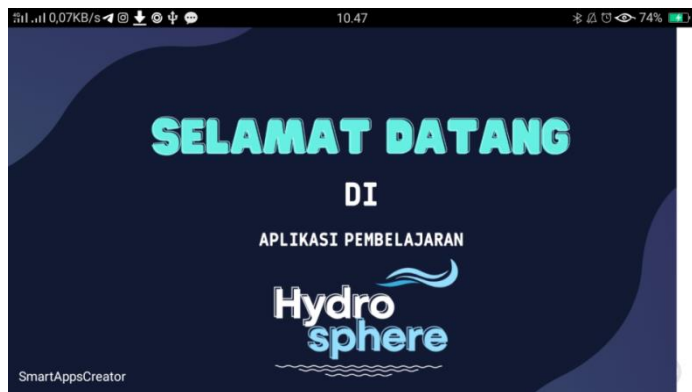 0,07KB/s
10.47
74%
SELAMAT DATANG
DI
APLIKASI PEMBELAJARAN
Hydro
sphere
SmartAppsCreator